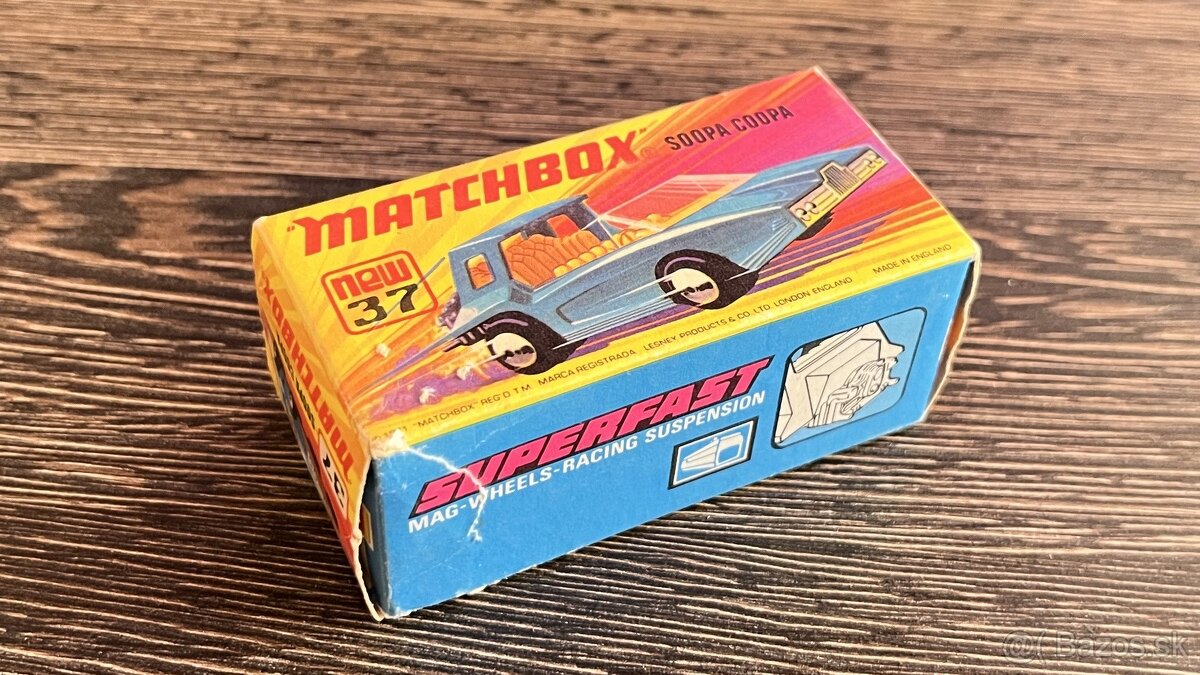 "MATCHBOX"®
SOOPA COOPA
new
37
"MATCHBOX" REG'D T M MARCA REGISTRADA LESNEY PRODUCTS & CO. LTD. LONDON ENGLAND MADE IN ENGLAND
SUPERFAST
MAG-WHEELS-RACING SUSPENSION
MATCHBOX
37
Bazos.sk